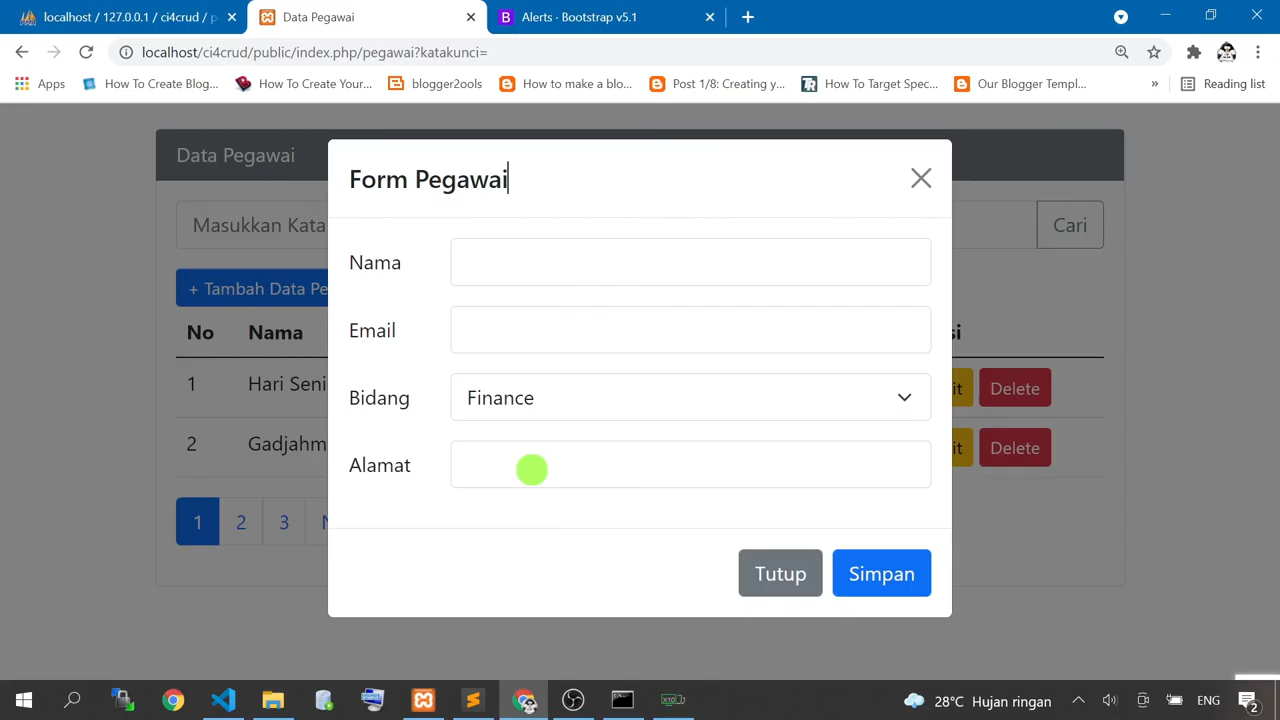 localhost / 127.0.0.1 / ci4crud / p
Data Pegawai
Alerts · Bootstrap v5.1
localhost/ci4crud/public/index.php/pegawai?katakunci=
Apps
How To Create Blog...
How To Create Your...
blogger2ools
How to make a blo...
Post 1/8: Creating y...
How To Target Spec...
Our Blogger Templ...
»
Reading list
Data Pegawai
Form Pegawai
Masukkan Kata
Cari
Nama
+ Tambah Data Pe
Email
No Nama
si
Bidang Finance
1 Hari Seni
it Delete
2 Gadjahm
it Delete
Alamat
1 2 3 N
Tutup Simpan
28°C Hujan ringan
ENG
2